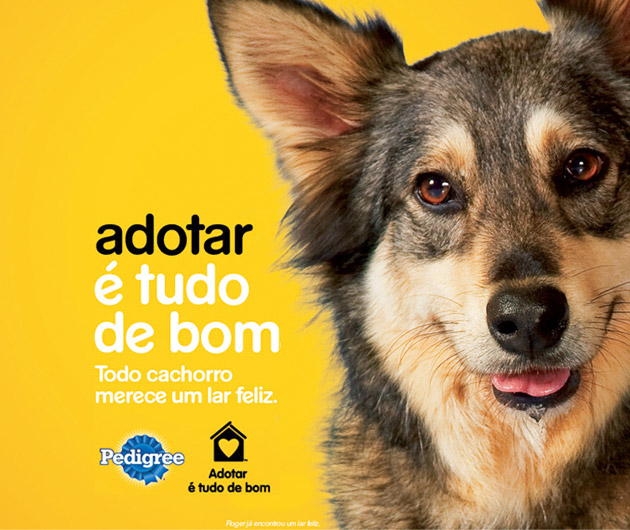 adotar
é tudo
de bom
Todo cachorro
merece um lar feliz.
Pedigree
Adotar
é tudo de bom
Roger já encontrou um lar feliz.